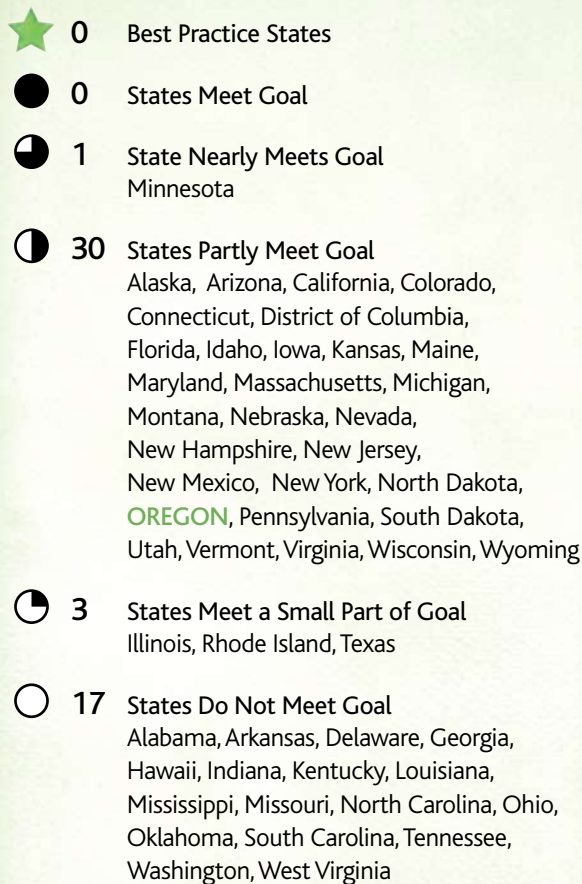 0 Best Practice States
0 States Meet Goal
1 State Nearly Meets Goal
Minnesota
30 States Partly Meet Goal
Alaska, Arizona, California, Colorado,
Connecticut, District of Columbia,
Florida, Idaho, Iowa, Kansas, Maine,
Maryland, Massachusetts, Michigan,
Montana, Nebraska, Nevada,
New Hampshire, New Jersey,
New Mexico, New York, North Dakota,
OREGON, Pennsylvania, South Dakota,
Utah, Vermont, Virginia, Wisconsin, Wyoming
3 States Meet a Small Part of Goal
Illinois, Rhode Island, Texas
17 States Do Not Meet Goal
Alabama, Arkansas, Delaware, Georgia,
Hawaii, Indiana, Kentucky, Louisiana,
Mississippi, Missouri, North Carolina, Ohio,
Oklahoma, South Carolina, Tennessee,
Washington, West Virginia